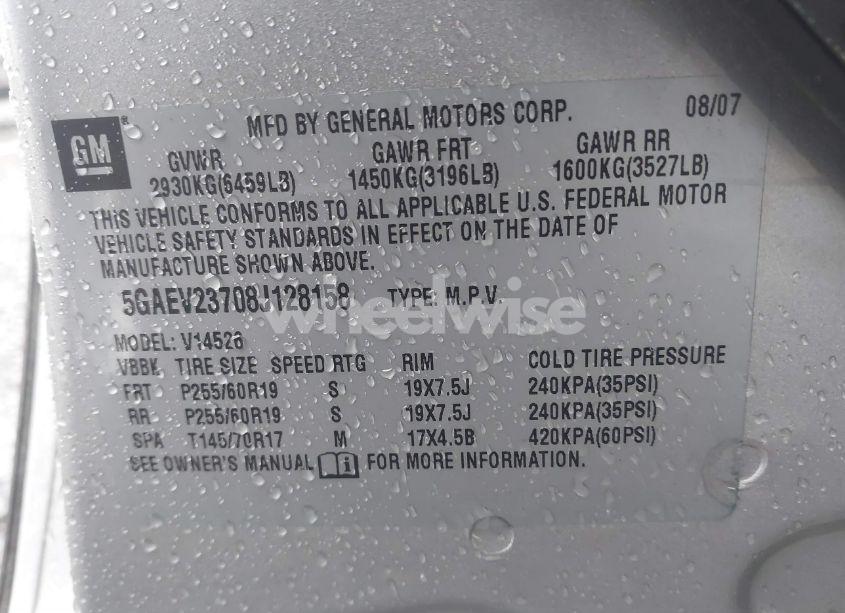 GM
MFD BY GENERAL MOTORS CORP. 08/07
GVWR GAWR FRT GAWR RR
2930KG(6459LB) 1450KG(3196LB) 1600KG(3527LB)
THIS VEHICLE CONFORMS TO ALL APPLICABLE U.S. FEDERAL MOTOR
VEHICLE SAFETY STANDARDS IN EFFECT ON THE DATE OF
MANUFACTURE SHOWN ABOVE.
5GAEV23708J128158 TYPE: M.P.V.
wheelwise
MODEL: V14526
VBBK TIRE SIZE SPEED RTG RIM COLD TIRE PRESSURE
FRT P255/60R19 S 19X7.5J 240KPA(35PSI)
RR P255/60R19 S 19X7.5J 240KPA(35PSI)
SPA T145/70R17 M 17X4.5B 420KPA(60PSI)
SEE OWNER'S MANUAL FOR MORE INFORMATION.